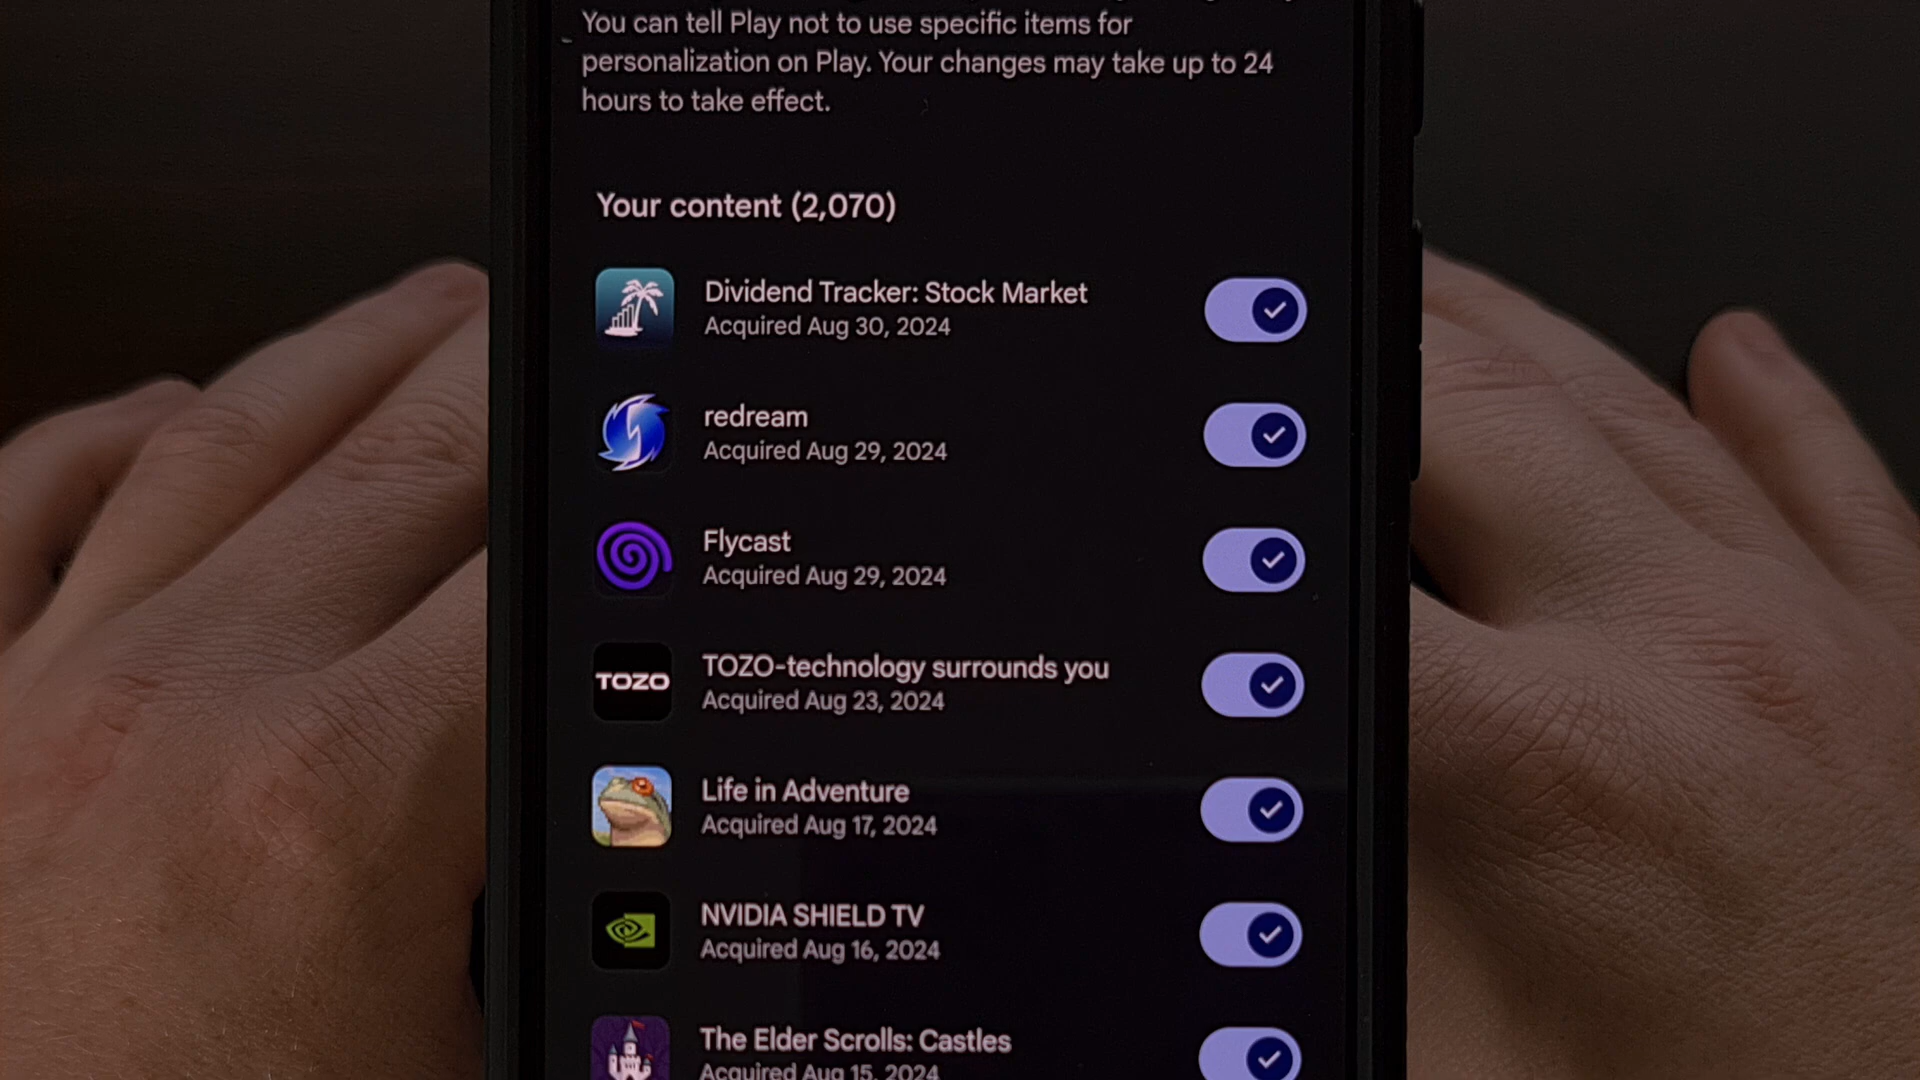 You can tell Play not to use specific items for
personalization on Play. Your changes may take up to 24
hours to take effect.
Your content (2,070)
Dividend Tracker: Stock Market
Acquired Aug 30, 2024
redream
Acquired Aug 29, 2024
Flycast
Acquired Aug 29, 2024
TOZO
TOZO-technology surrounds you
Acquired Aug 23, 2024
Life in Adventure
Acquired Aug 17, 2024
NVIDIA SHIELD TV
Acquired Aug 16, 2024
The Elder Scrolls: Castles
Acquired Aug 15, 2024